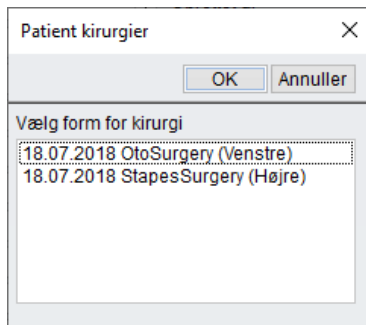 Patient kirurgier
OK
Annuller
Vælg form for kirurgi
18.07.2018 OtoSurgery (Venstre)
18.07.2018 StapesSurgery (Højre)